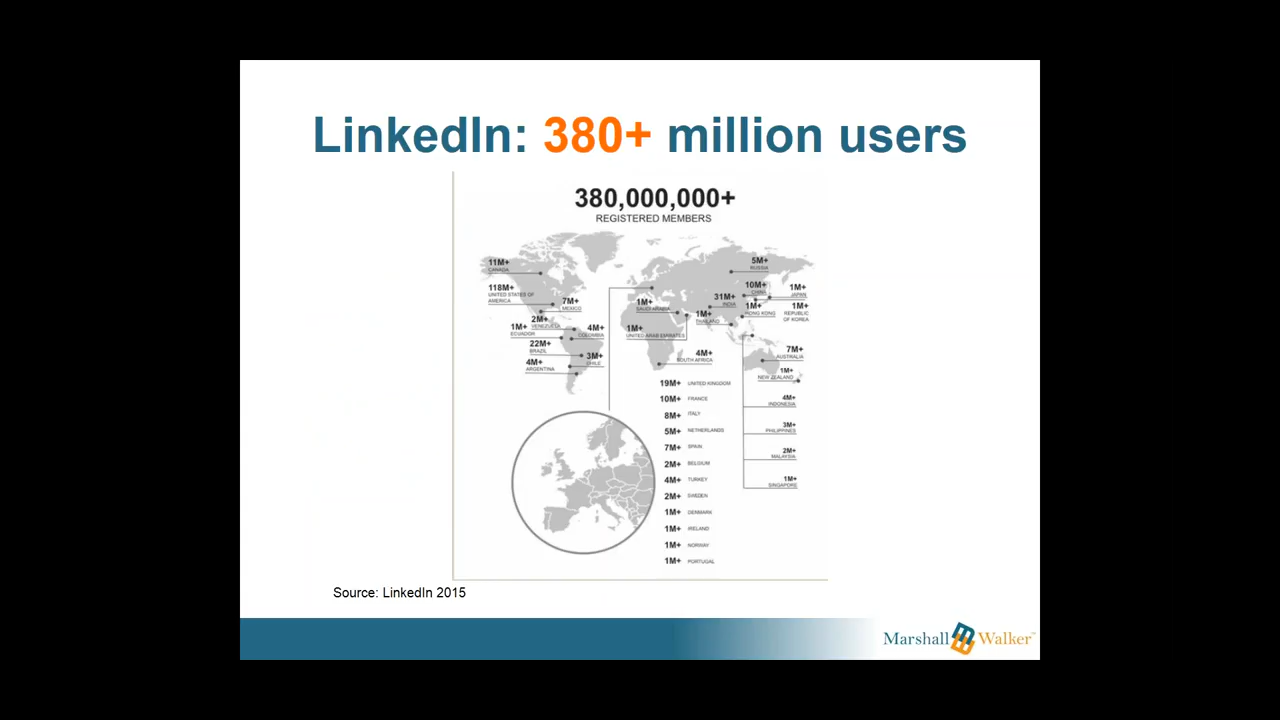 LinkedIn: 380+ million users
380,000,000+
REGISTERED MEMBERS
11M+
CANADA
118M+
UNITED STATES OF
AMERICA
7M+
MEXICO
2M+
VENEZUELA
1M+
ECUADOR
4M+
COLOMBIA
22M+
BRAZIL
3M+
CHILE
4M+
ARGENTINA
5M+
RUSSIA
10M+
CHINA
1M+
JAPAN
31M+
INDIA
1M+
HONG KONG
1M+
REPUBLIC
OF KOREA
1M+
SAUDI ARABIA
1M+
THAILAND
1M+
UNITED ARAB EMIRATES
4M+
SOUTH AFRICA
7M+
AUSTRALIA
1M+
NEW ZEALAND
4M+
INDONESIA
3M+
PHILIPPINES
2M+
MALAYSIA
1M+
SINGAPORE
19M+ UNITED KINGDOM
10M+ FRANCE
8M+ ITALY
5M+ NETHERLANDS
7M+ SPAIN
2M+ BELGIUM
4M+ TURKEY
2M+ SWEDEN
1M+ DENMARK
1M+ IRELAND
1M+ NORWAY
1M+ PORTUGAL
Source: LinkedIn 2015
Marshall Walker™